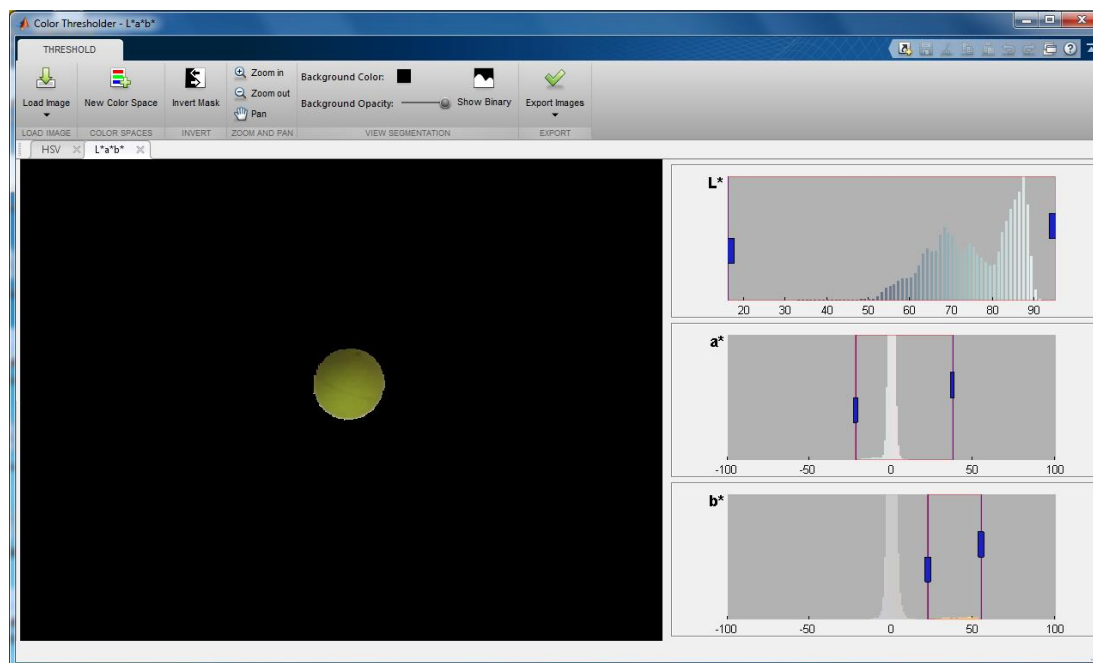 Color Thresholder - L*a*b*
THRESHOLD
Load Image
New Color Space
Invert Mask
Zoom in
Zoom out
Pan
Background Color:
Background Opacity:
Show Binary
Export Images
LOAD IMAGE
COLOR SPACES
INVERT
ZOOM AND PAN
VIEW SEGMENTATION
EXPORT
HSV
L*a*b*
L*
20 30 40 50 60 70 80 90
a*
-100 -50 0 50 100
b*
-100 -50 0 50 100